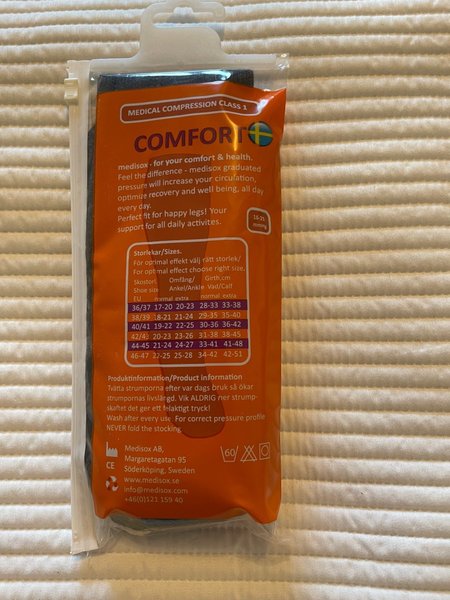 MEDICAL COMPRESSION CLASS 1
COMFORT
medisox - for your comfort & health.
Feel the difference - medisox graduated
pressure will increase your circulation,
optimize recovery and well being, all day
every day.
Perfect fit for happy legs! Your
support for all daily activites.
mmHg
Storlekar/Sizes.
För optimal effekt välj rätt storlek/
For optimal effect choose right size.
Skostorl. Omfång/ Girth,cm
Shoe size Ankel/Ankle Vad/Calf
EU normal extra normal extra
36/37 17-20 20-23 28-33 33-38
38/39 18-21 21-24 29-35 35-40
40/41 19-22 22-25 30-36 36-42
42/43 20-23 23-26 31-38 38-45
44-45 21-24 24-27 33-41 41-48
46-47 22-25 25-28 34-42 42-51
Produktinformation/Product information
Tvätta strumporna efter var dags bruk så ökar
strumpornas livslängd. Vik ALDRIG ner strump-
skaftet det ger ett felaktigt tryck!
Wash after every use. For correct pressure profile
NEVER fold the stocking
60
Medisox AB,
Margaretagatan 95
Söderköping, Sweden
CE
www.medisox.se
info@medisox.com
+46(0)121 159 40